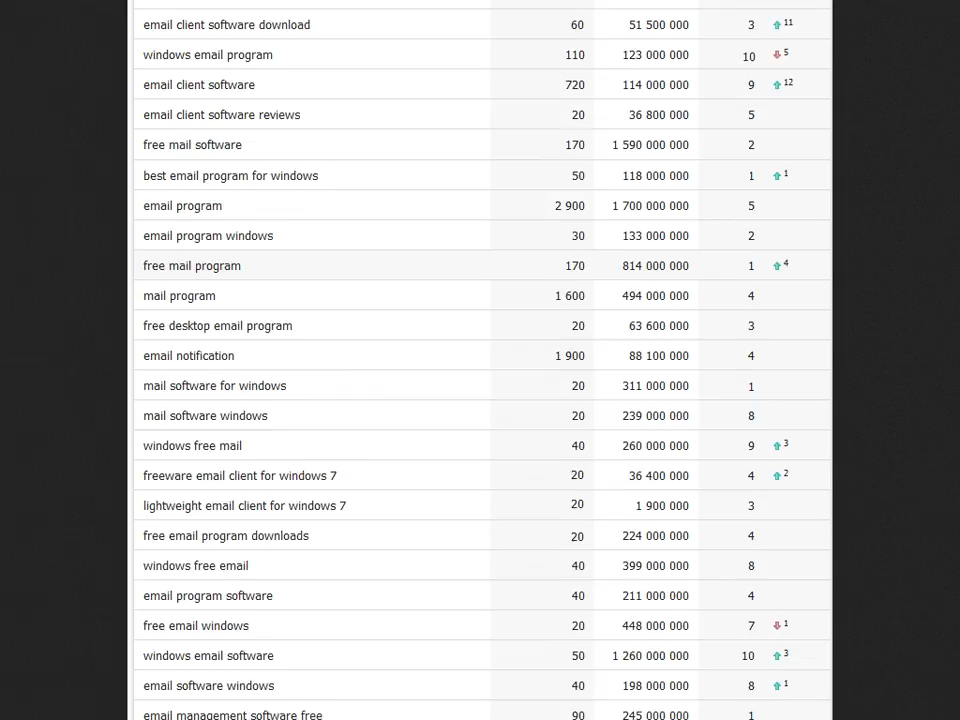 email client software download 60 51 500 000 3 11
windows email program 110 123 000 000 10 5
email client software 720 114 000 000 9 12
email client software reviews 20 36 800 000 5
free mail software 170 1 590 000 000 2
best email program for windows 50 118 000 000 1 1
email program 2 900 1 700 000 000 5
email program windows 30 133 000 000 2
free mail program 170 814 000 000 1 4
mail program 1 600 494 000 000 4
free desktop email program 20 63 600 000 3
email notification 1 900 88 100 000 4
mail software for windows 20 311 000 000 1
mail software windows 20 239 000 000 8
windows free mail 40 260 000 000 9 3
freeware email client for windows 7 20 36 400 000 4 2
lightweight email client for windows 7 20 1 900 000 3
free email program downloads 20 224 000 000 4
windows free email 40 399 000 000 8
email program software 40 211 000 000 4
free email windows 20 448 000 000 7 1
windows email software 50 1 260 000 000 10 3
email software windows 40 198 000 000 8 1
email management software free 90 245 000 000 1